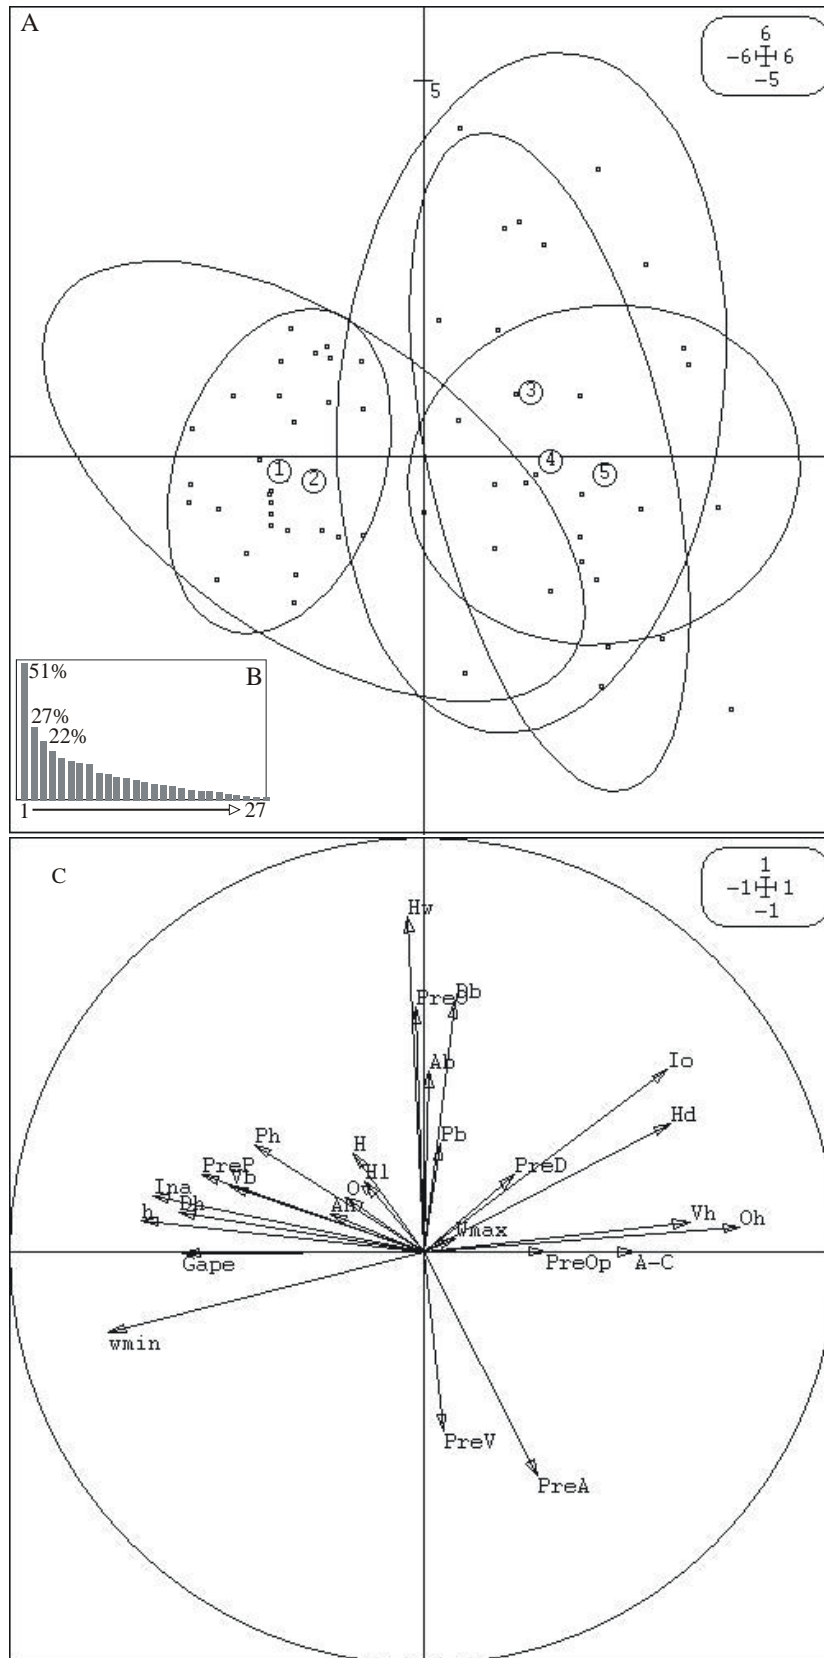 A
6
−6 6
−5
5
3
1
2
4
5
B
51%
27%
22%
1
27
C
1
−1 1
−1
Hw
Db
PreO
Ab
Io
Hd
Ph
H
Pb
PreP
Vb
Hl
PreD
Ina
Dh
O
Ah
h
Wmax
Vh
Oh
Gape
PreOp
A-C
wmin
PreV
PreA